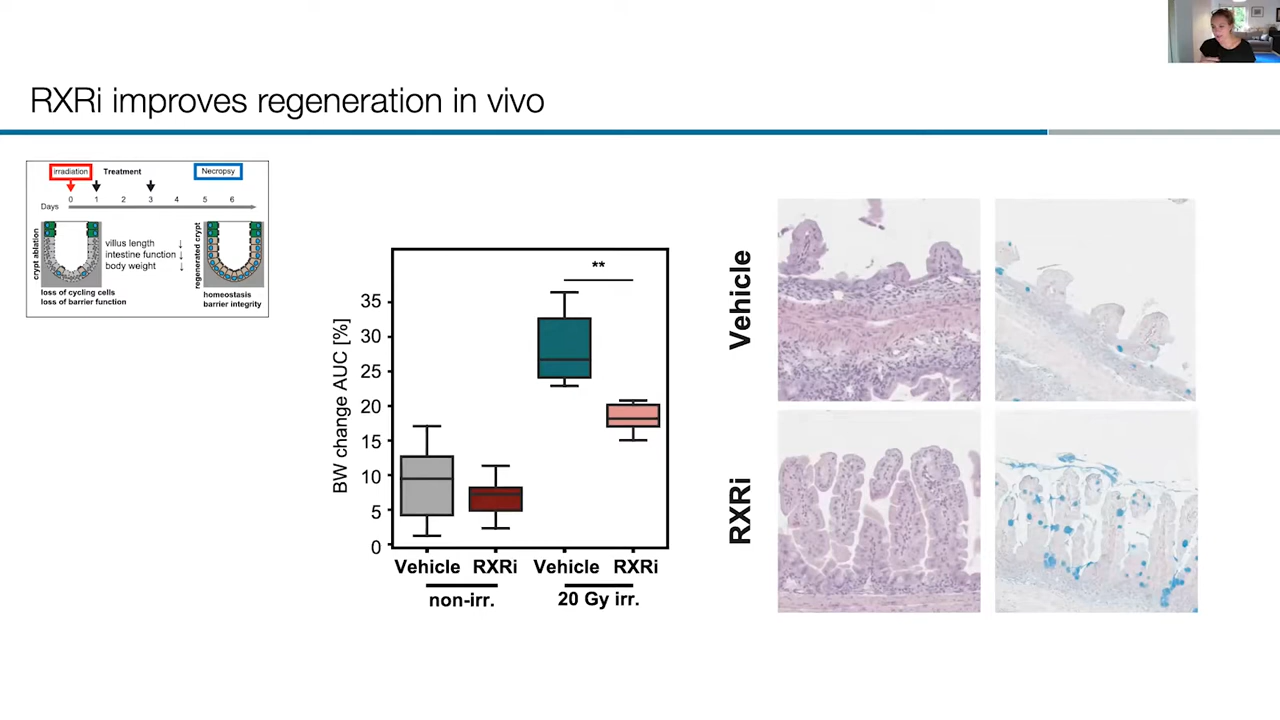 RXRi improves regeneration in vivo
irradiation Treatment Necropsy
Days 0 1 2 3 4 5 6
crypt ablation
villus length ↓
intestine function ↓
body weight ↓
regenerated crypt
loss of cycling cells
loss of barrier function
homeostasis
barrier integrity
BW change AUC [%]
35
30
25
20
15
10
5
0
**
Vehicle RXRi Vehicle RXRi
non-irr. 20 Gy irr.
Vehicle
RXRi